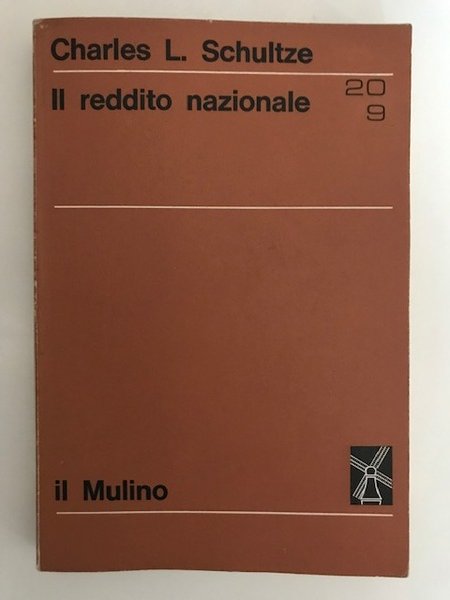 Charles L. Schultze
Il reddito nazionale
20
9
il Mulino